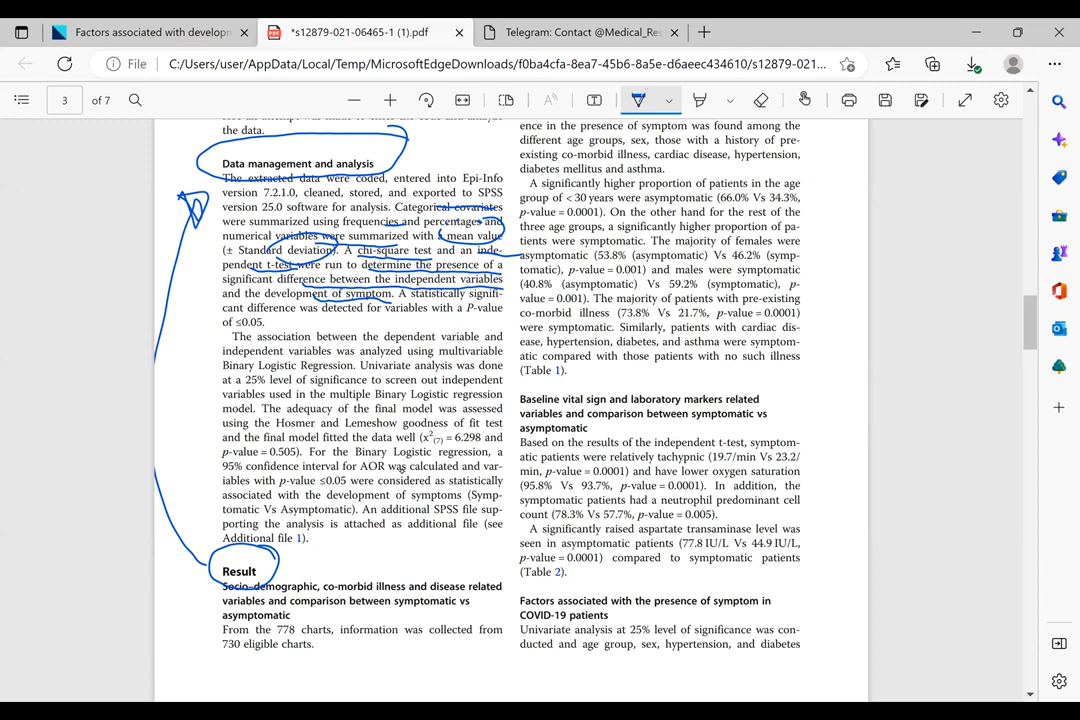 Factors associated with developm
*s12879-021-06465-1 (1).pdf
Telegram: Contact @Medical_Re
File
C:/Users/user/AppData/Local/Temp/MicrosoftEdgeDownloads/f0ba4cfa-8ea7-45b6-8a5e-d6aeec434610/s12879-021...
3 of 7
the data.
Data management and analysis
The extracted data were coded, entered into Epi-Info
version 7.2.1.0, cleaned, stored, and exported to SPSS
version 25.0 software for analysis. Categorical covariates
were summarized using frequencies and percentages and
numerical variables were summarized with a mean value
(± Standard deviation). A chi-square test and an inde-
pendent t-test were run to determine the presence of a
significant difference between the independent variables
and the development of symptom. A statistically signifi-
cant difference was detected for variables with a P-value
of ≤0.05.
The association between the dependent variable and
independent variables was analyzed using multivariable
Binary Logistic Regression. Univariate analysis was done
at a 25% level of significance to screen out independent
variables used in the multiple Binary Logistic regression
model. The adequacy of the final model was assessed
using the Hosmer and Lemeshow goodness of fit test
and the final model fitted the data well (x²(7) = 6.298 and
p-value = 0.505). For the Binary Logistic regression, a
95% confidence interval for AOR was calculated and var-
iables with p-value ≤0.05 were considered as statistically
associated with the development of symptoms (Symp-
tomatic Vs Asymptomatic). An additional SPSS file sup-
porting the analysis is attached as additional file (see
Additional file 1).
Result
Socio-demographic, co-morbid illness and disease related
variables and comparison between symptomatic vs
asymptomatic
From the 778 charts, information was collected from
730 eligible charts.
ence in the presence of symptom was found among the
different age groups, sex, those with a history of pre-
existing co-morbid illness, cardiac disease, hypertension,
diabetes mellitus and asthma.
A significantly higher proportion of patients in the age
group of < 30 years were asymptomatic (66.0% Vs 34.3%,
p-value = 0.0001). On the other hand for the rest of the
three age groups, a significantly higher proportion of pa-
tients were symptomatic. The majority of females were
asymptomatic (53.8% (asymptomatic) Vs 46.2% (symp-
tomatic), p-value = 0.001) and males were symptomatic
(40.8% (asymptomatic) Vs 59.2% (symptomatic), p-
value = 0.001). The majority of patients with pre-existing
co-morbid illness (73.8% Vs 21.7%, p-value = 0.0001)
were symptomatic. Similarly, patients with cardiac dis-
ease, hypertension, diabetes, and asthma were symptom-
atic compared with those patients with no such illness
(Table 1).
Baseline vital sign and laboratory markers related
variables and comparison between symptomatic vs
asymptomatic
Based on the results of the independent t-test, symptom-
atic patients were relatively tachypnic (19.7/min Vs 23.2/
min, p-value = 0.0001) and have lower oxygen saturation
(95.8% Vs 93.7%, p-value = 0.0001). In addition, the
symptomatic patients had a neutrophil predominant cell
count (78.3% Vs 57.7%, p-value = 0.005).
A significantly raised aspartate transaminase level was
seen in asymptomatic patients (77.8 IU/L Vs 44.9 IU/L,
p-value = 0.0001) compared to symptomatic patients
(Table 2).
Factors associated with the presence of symptom in
COVID-19 patients
Univariate analysis at 25% level of significance was con-
ducted and age group, sex, hypertension, and diabetes